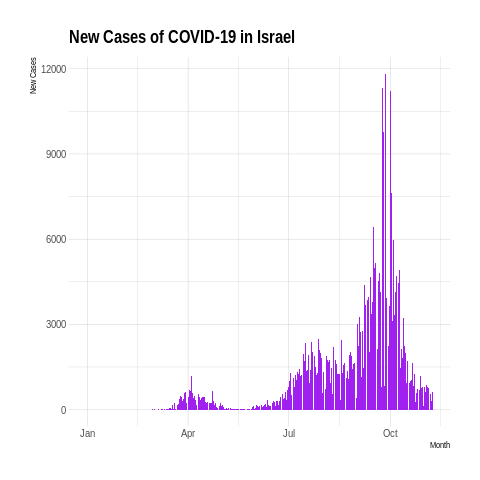 New Cases of COVID-19 in Israel
New Cases
12000
9000
6000
3000
0
Jan Apr Jul Oct
Month